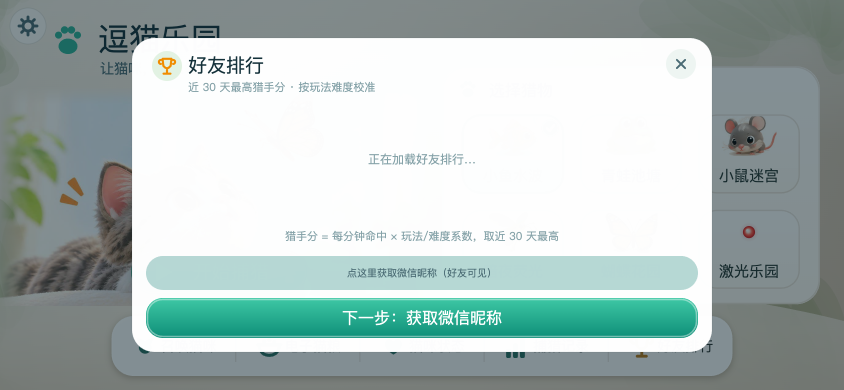 逗猫乐园
让猫
好友排行
近 30 天最高猎手分 · 按玩法难度校准
正在加载好友排行...
小鼠迷宫
猎手分 = 每分钟命中 × 玩法/难度系数，取近 30 天最高
激光乐园
点这里获取微信昵称（好友可见）
下一步：获取微信昵称
行